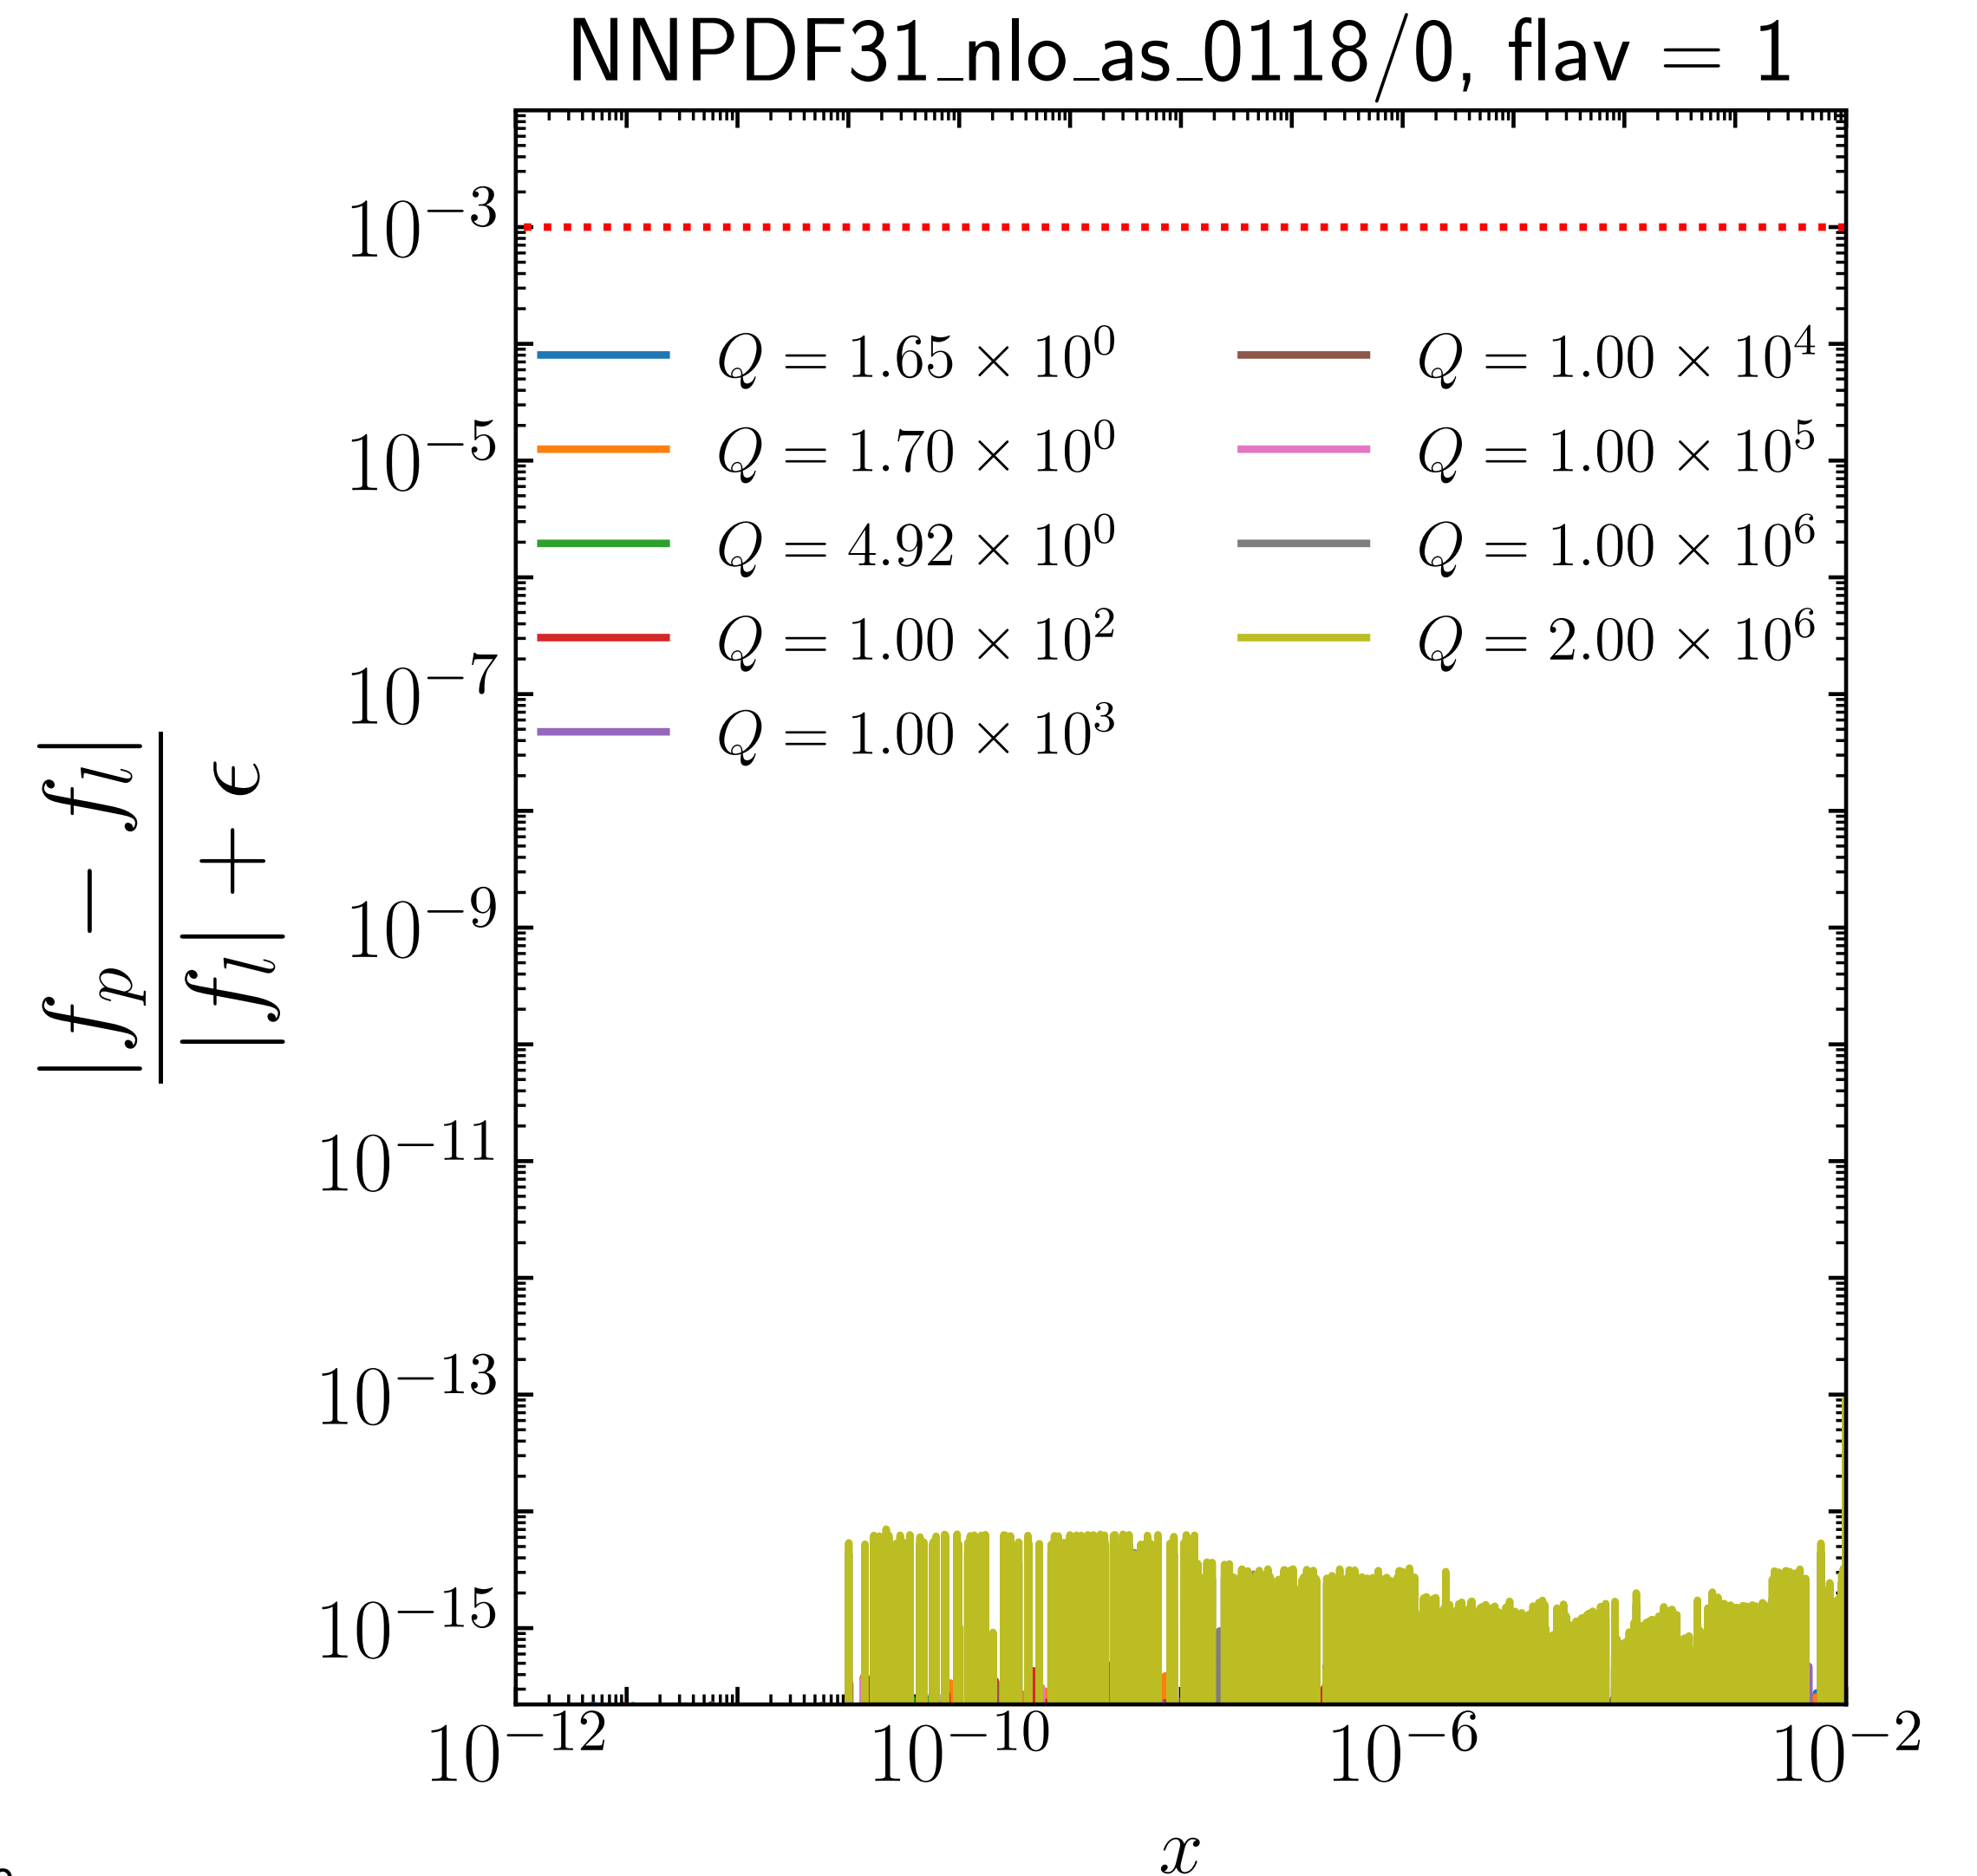 NNPDF31_nlo_as_0118/0, flav = 1
|f_p − f_l|
|f_l| + ϵ
10^−3
10^−5
10^−7
10^−9
10^−11
10^−13
10^−15
Q = 1.65 × 10^0
Q = 1.70 × 10^0
Q = 4.92 × 10^0
Q = 1.00 × 10^2
Q = 1.00 × 10^3
Q = 1.00 × 10^4
Q = 1.00 × 10^5
Q = 1.00 × 10^6
Q = 2.00 × 10^6
10^−12 10^−10 10^−6 10^−2
x